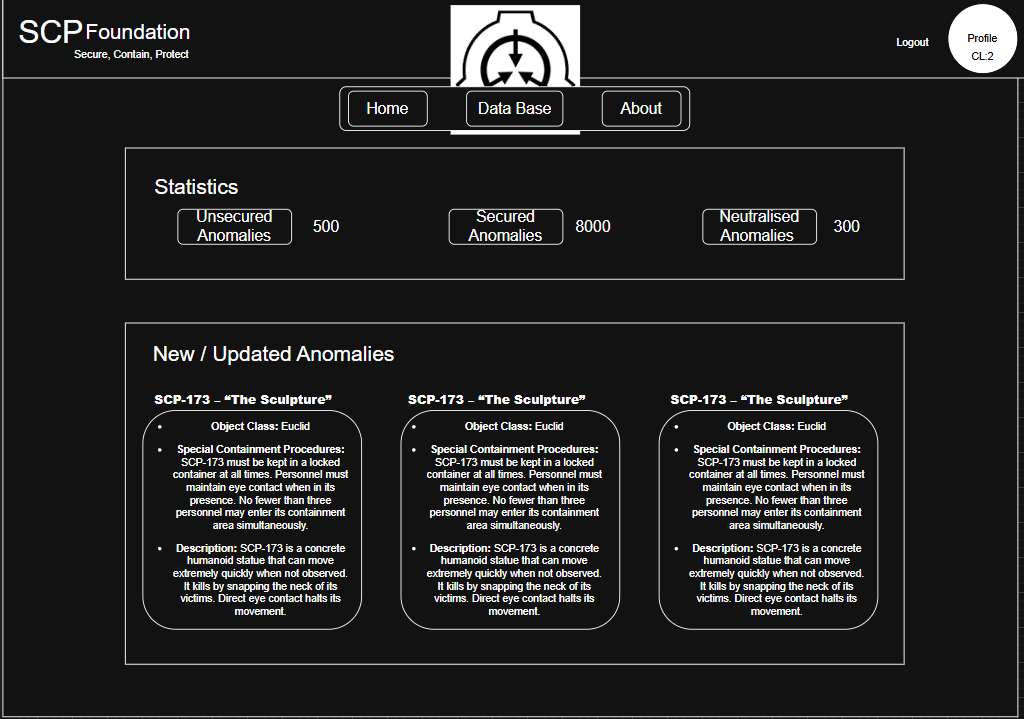 SCP Foundation
Secure, Contain, Protect
Logout
Profile
CL:2
Home
Data Base
About
Statistics
Unsecured
Anomalies
500
Secured
Anomalies
8000
Neutralised
Anomalies
300
New / Updated Anomalies
SCP-173 – “The Sculpture”
• Object Class: Euclid
• Special Containment Procedures:
SCP-173 must be kept in a locked
container at all times. Personnel must
maintain eye contact when in its
presence. No fewer than three
personnel may enter its containment
area simultaneously.
• Description: SCP-173 is a concrete
humanoid statue that can move
extremely quickly when not observed.
It kills by snapping the neck of its
victims. Direct eye contact halts its
movement.
SCP-173 – “The Sculpture”
• Object Class: Euclid
• Special Containment Procedures:
SCP-173 must be kept in a locked
container at all times. Personnel must
maintain eye contact when in its
presence. No fewer than three
personnel may enter its containment
area simultaneously.
• Description: SCP-173 is a concrete
humanoid statue that can move
extremely quickly when not observed.
It kills by snapping the neck of its
victims. Direct eye contact halts its
movement.
SCP-173 – “The Sculpture”
• Object Class: Euclid
• Special Containment Procedures:
SCP-173 must be kept in a locked
container at all times. Personnel must
maintain eye contact when in its
presence. No fewer than three
personnel may enter its containment
area simultaneously.
• Description: SCP-173 is a concrete
humanoid statue that can move
extremely quickly when not observed.
It kills by snapping the neck of its
victims. Direct eye contact halts its
movement.